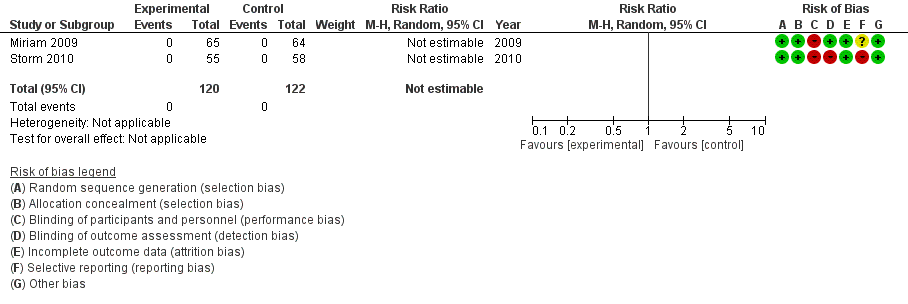 Experimental Control Risk Ratio Risk Ratio Risk of Bias
Study or Subgroup Events Total Events Total Weight M-H, Random, 95% CI Year M-H, Random, 95% CI A B C D E F G
Miriam 2009 0 65 0 64 Not estimable 2009 + + - + + ? +
Storm 2010 0 55 0 58 Not estimable 2010 + + - - + - +
Total (95% CI) 120 122 Not estimable
Total events 0 0
Heterogeneity: Not applicable
Test for overall effect: Not applicable
0.1 0.2 0.5 1 2 5 10
Favours [experimental] Favours [control]
Risk of bias legend
(A) Random sequence generation (selection bias)
(B) Allocation concealment (selection bias)
(C) Blinding of participants and personnel (performance bias)
(D) Blinding of outcome assessment (detection bias)
(E) Incomplete outcome data (attrition bias)
(F) Selective reporting (reporting bias)
(G) Other bias